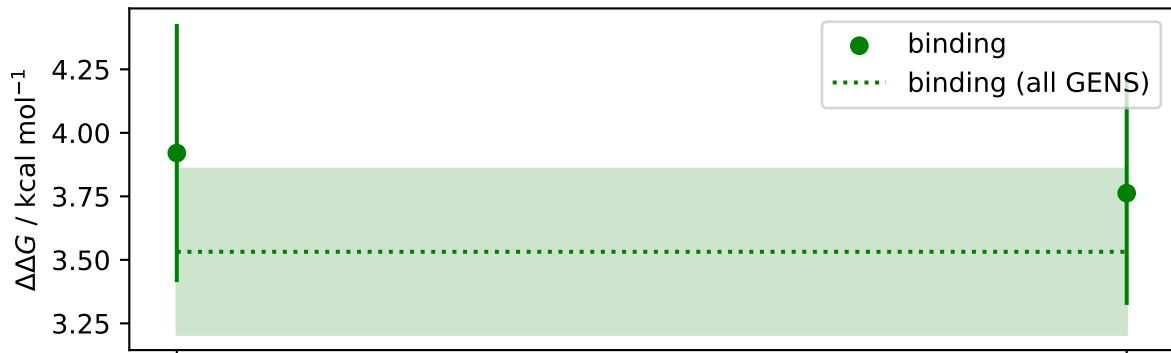 binding
binding (all GENS)
4.25
4.00
3.75
3.50
3.25
ΔΔG / kcal mol⁻¹